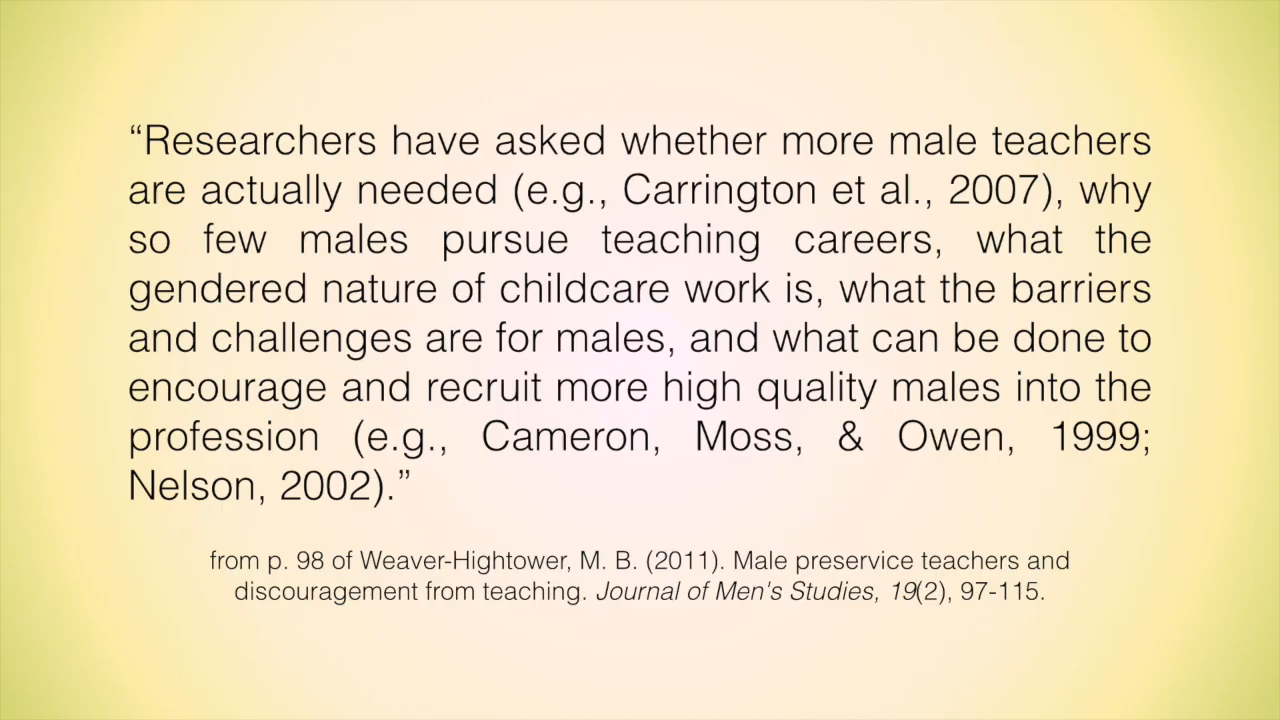 “Researchers have asked whether more male teachers
are actually needed (e.g., Carrington et al., 2007), why
so few males pursue teaching careers, what the
gendered nature of childcare work is, what the barriers
and challenges are for males, and what can be done to
encourage and recruit more high quality males into the
profession (e.g., Cameron, Moss, & Owen, 1999;
Nelson, 2002).”
from p. 98 of Weaver-Hightower, M. B. (2011). Male preservice teachers and
discouragement from teaching. Journal of Men's Studies, 19(2), 97-115.